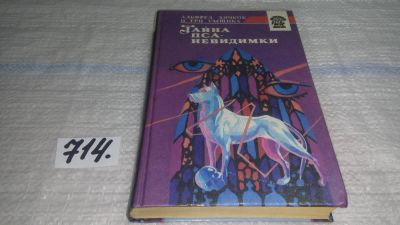 АЛЬФРЕД ХИЧКОК
И ТРИ СЫЩИКА
ТАЙНА
ПСА-
НЕВИДИМКИ
714.